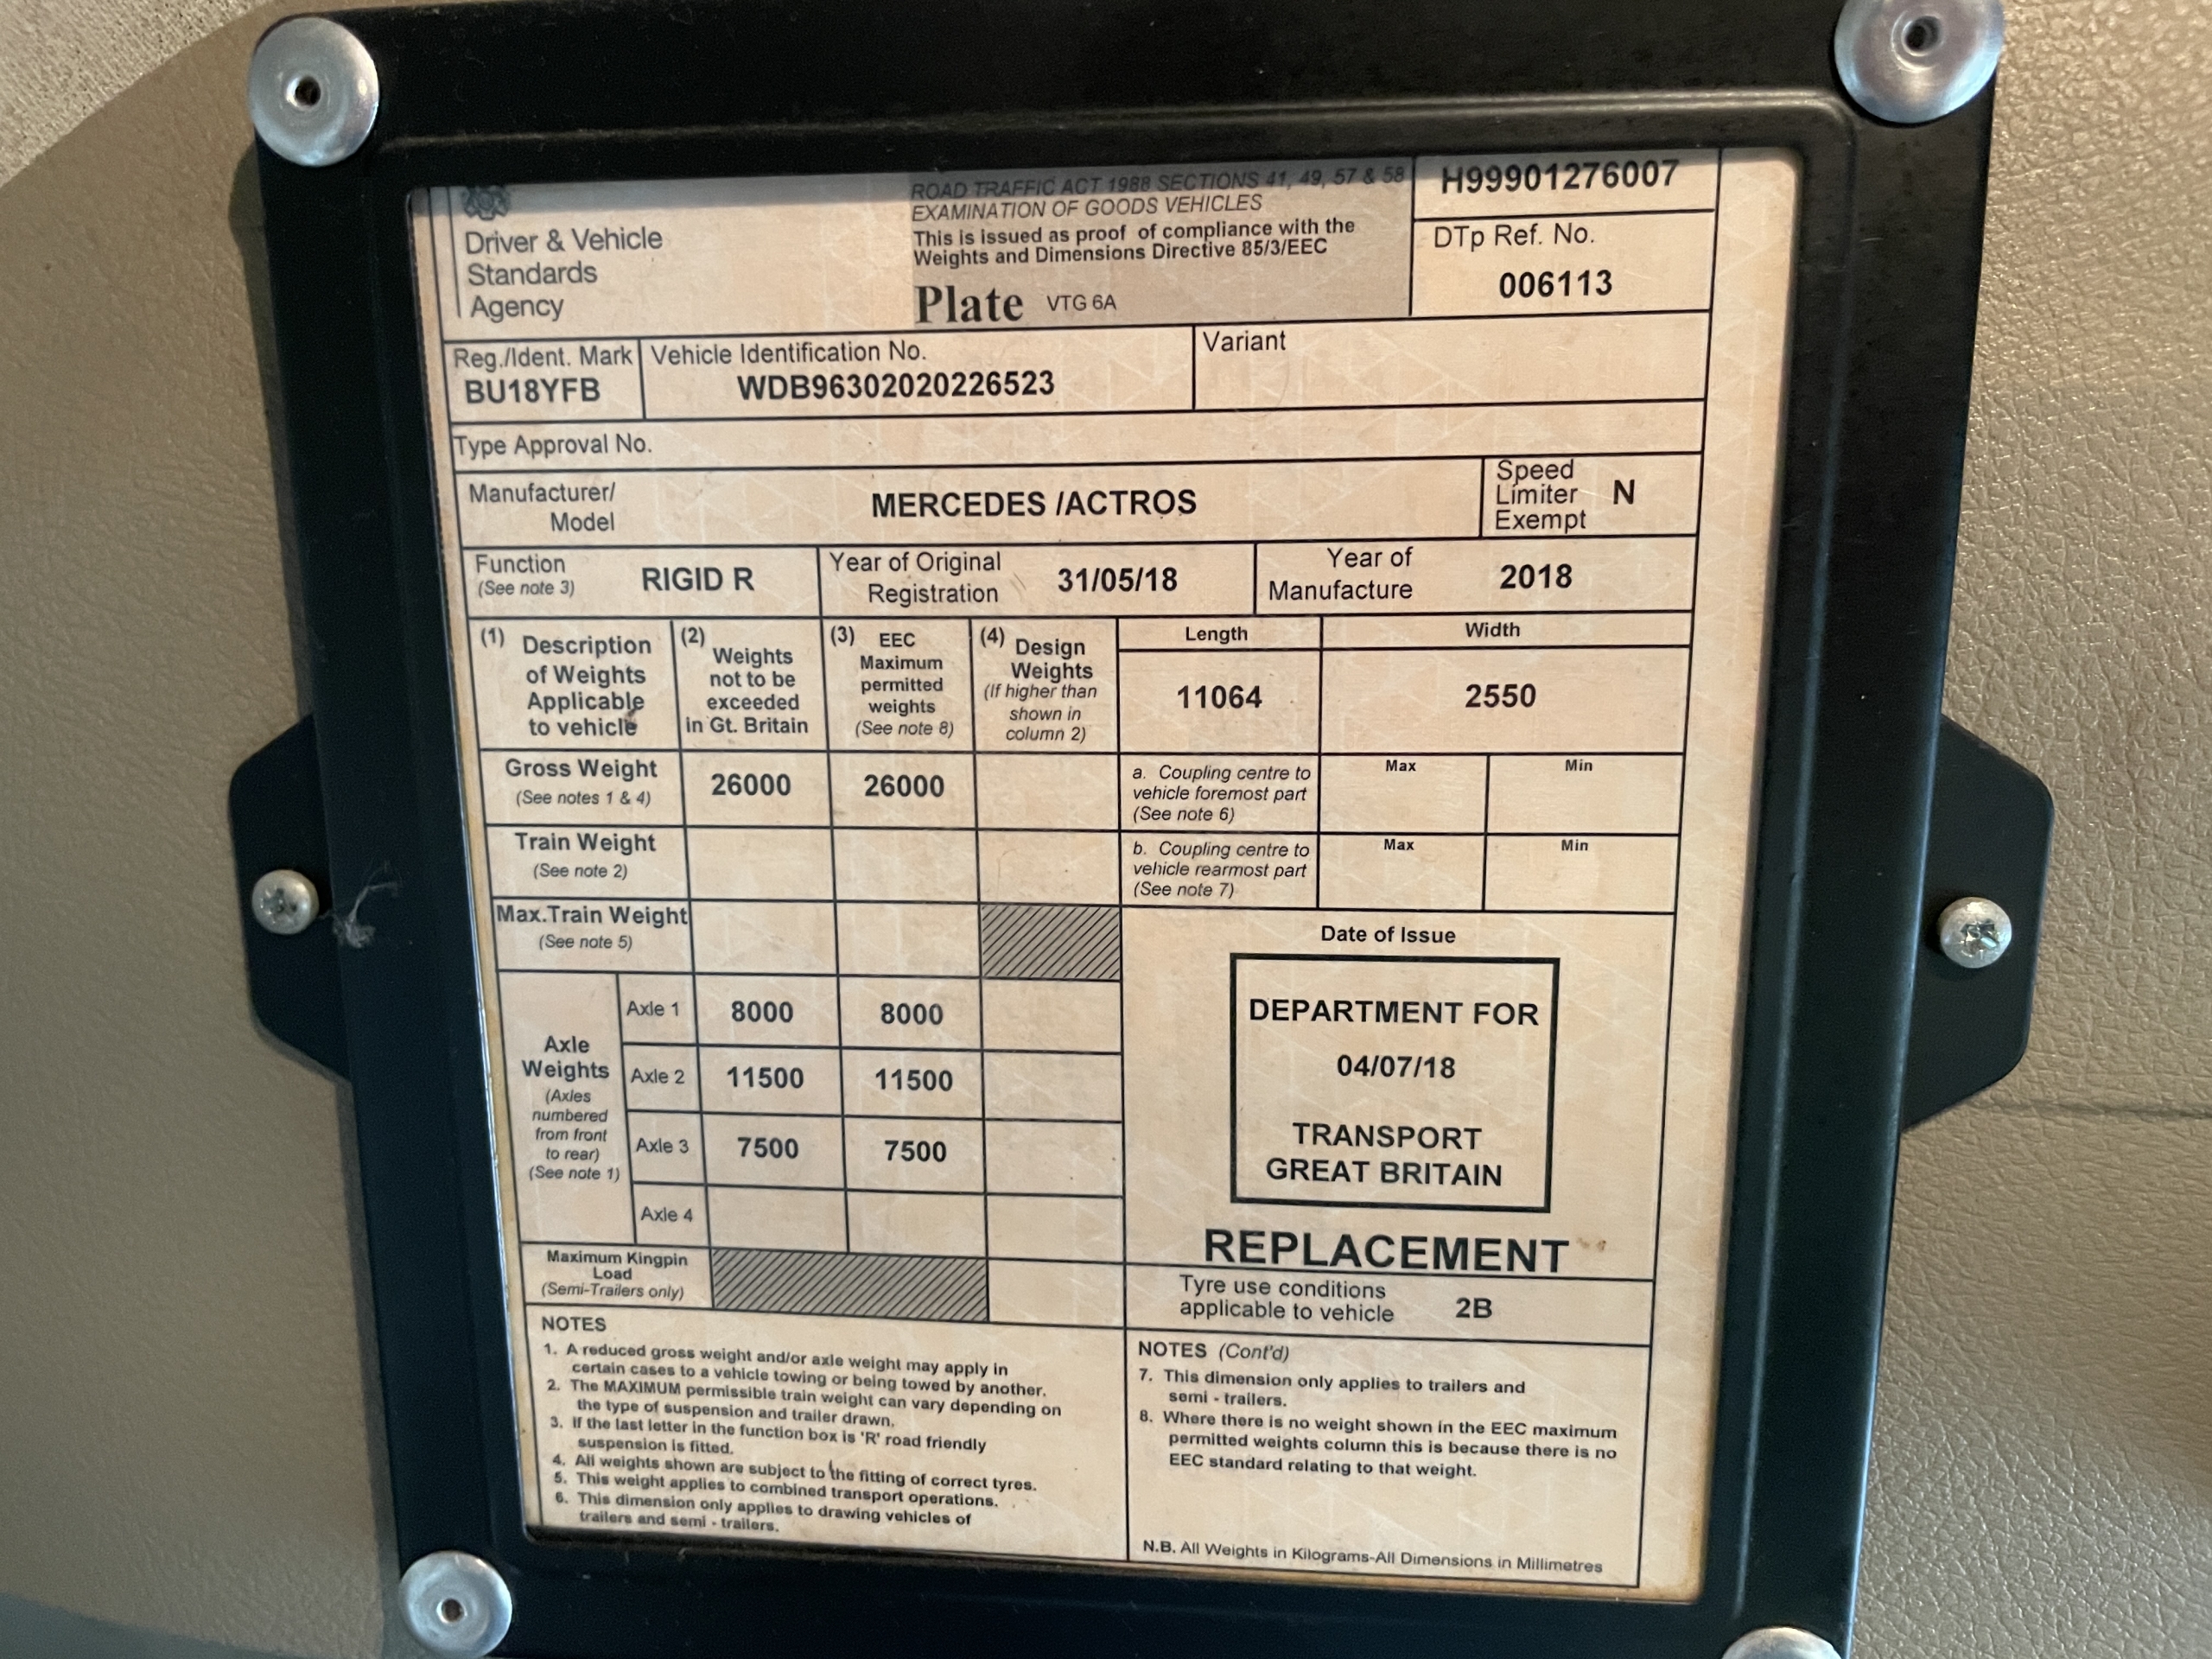 ROAD TRAFFIC ACT 1988 SECTIONS 41, 49, 57 & 58
EXAMINATION OF GOODS VEHICLES
This is issued as proof of compliance with the
Weights and Dimensions Directive 85/3/EEC
Plate VTG 6A
H99901276007
DTp Ref. No.
006113
Driver & Vehicle
Standards
Agency
Reg./Ident. Mark
BU18YFB
Vehicle Identification No.
WDB96302020226523
Variant
Type Approval No.
Manufacturer/
Model
MERCEDES /ACTROS
Speed
Limiter
Exempt
N
Function
(See note 3)
RIGID R
Year of Original
Registration
31/05/18
Year of
Manufacture
2018
(1) Description
of Weights
Applicable
to vehicle
(2) Weights
not to be
exceeded
in Gt. Britain
(3) EEC
Maximum
permitted
weights
(See note 8)
(4) Design
Weights
(If higher than
shown in
column 2)
Length
11064
Width
2550
Gross Weight
(See notes 1 & 4)
26000 26000
a. Coupling centre to
vehicle foremost part
(See note 6)
Max Min
Train Weight
(See note 2)
b. Coupling centre to
vehicle rearmost part
(See note 7)
Max Min
Max.Train Weight
(See note 5)
Axle
Weights
(Axles
numbered
from front
to rear)
(See note 1)
Axle 1 8000 8000
Axle 2 11500 11500
Axle 3 7500 7500
Axle 4
Maximum Kingpin
Load
(Semi-Trailers only)
Date of Issue
DEPARTMENT FOR
04/07/18
TRANSPORT
GREAT BRITAIN
REPLACEMENT
Tyre use conditions
applicable to vehicle
2B
NOTES
1. A reduced gross weight and/or axle weight may apply in
certain cases to a vehicle towing or being towed by another.
2. The MAXIMUM permissible train weight can vary depending on
the type of suspension and trailer drawn.
3. If the last letter in the function box is 'R' road friendly
suspension is fitted.
4. All weights shown are subject to the fitting of correct tyres.
5. This weight applies to combined transport operations.
6. This dimension only applies to drawing vehicles of
trailers and semi - trailers.
NOTES (Cont'd)
7. This dimension only applies to trailers and
semi - trailers.
8. Where there is no weight shown in the EEC maximum
permitted weights column this is because there is no
EEC standard relating to that weight.
N.B. All Weights in Kilograms-All Dimensions in Millimetres